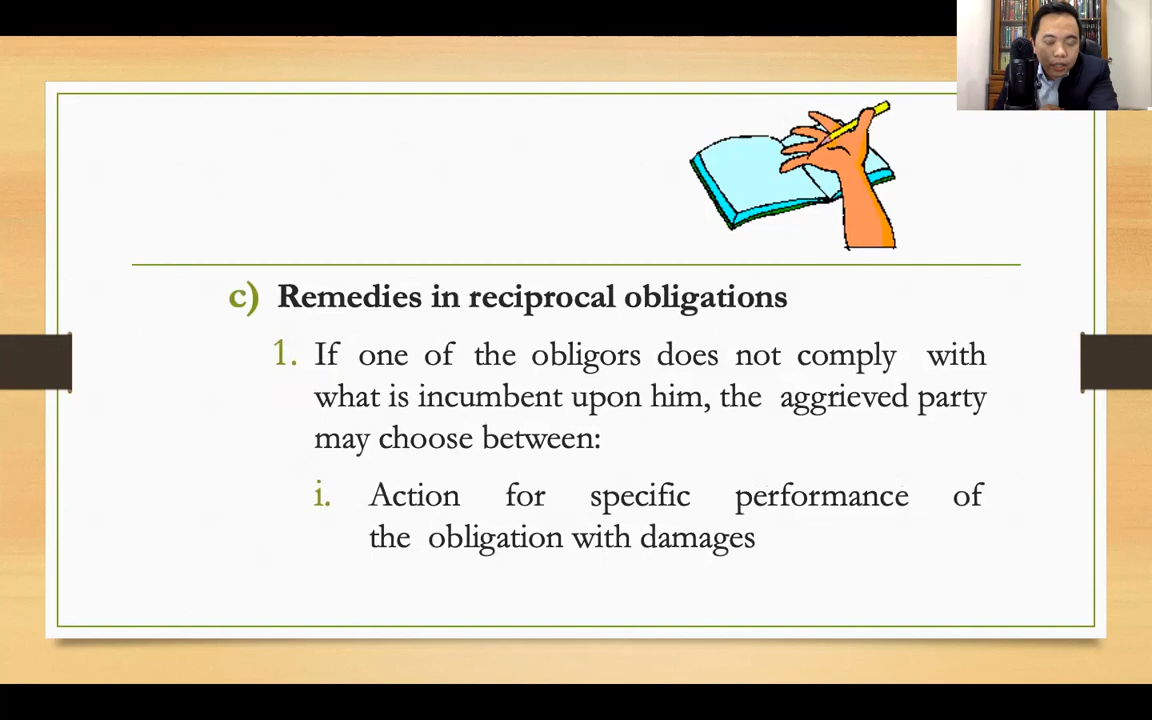 c) Remedies in reciprocal obligations
1. If one of the obligors does not comply with
what is incumbent upon him, the aggrieved party
may choose between:
i. Action for specific performance of
the obligation with damages